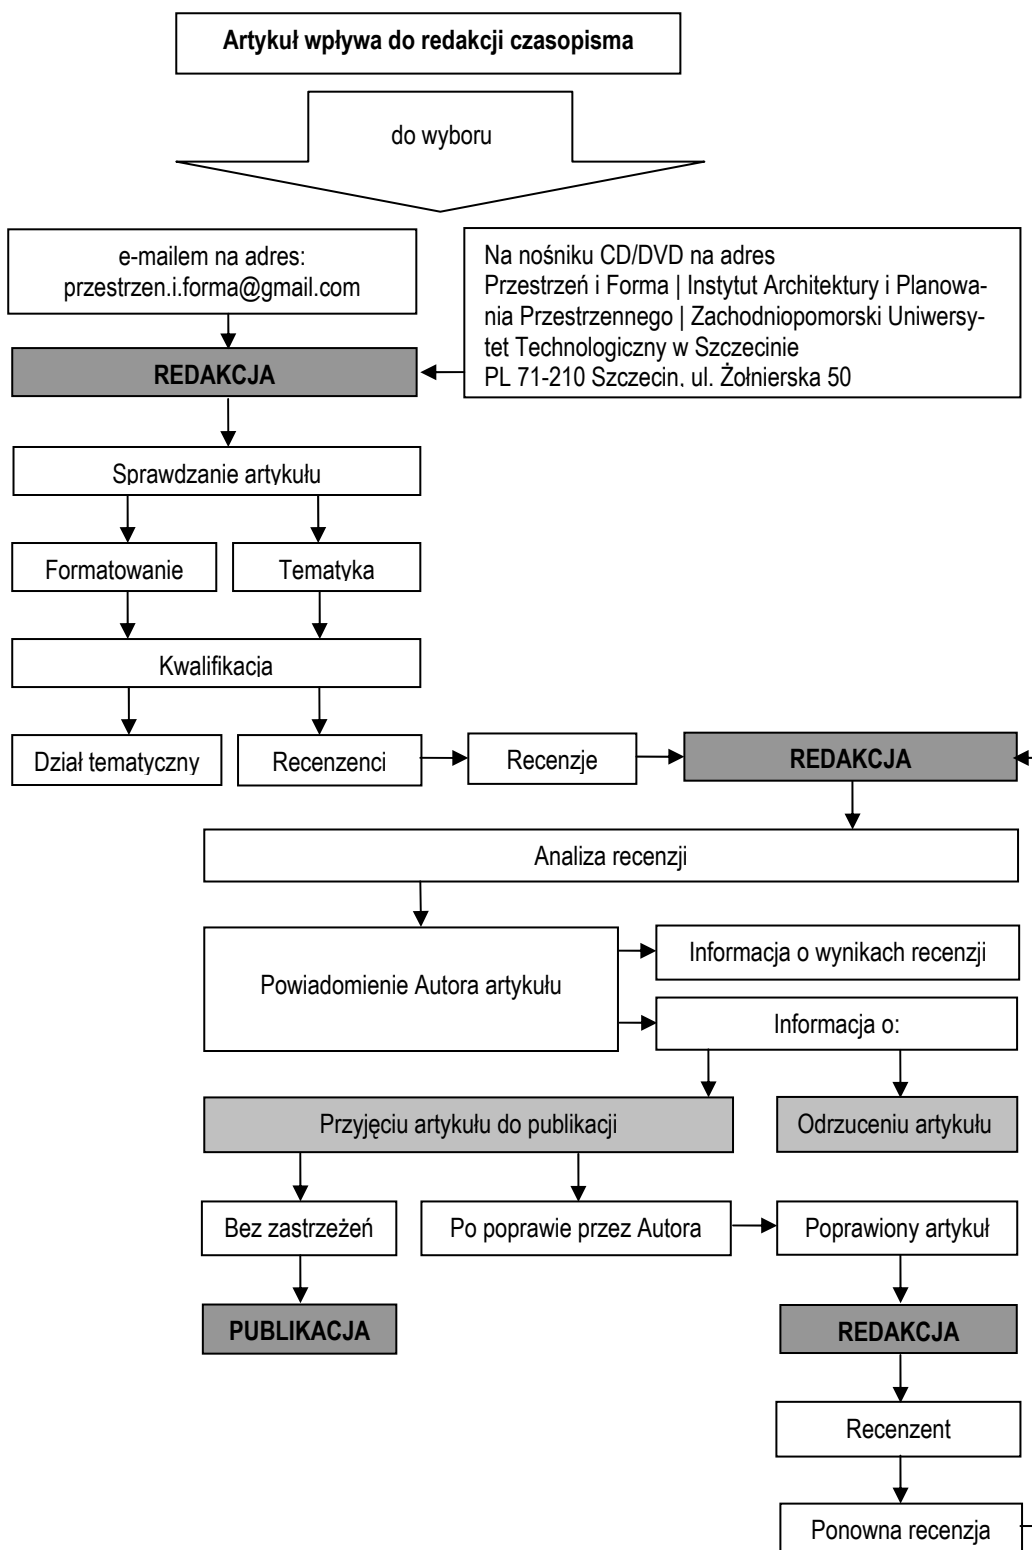 Artykuł wpływa do redakcji czasopisma
do wyboru
e-mailem na adres:
przestrzen.i.forma@gmail.com
Na nośniku CD/DVD na adres
Przestrzeń i Forma | Instytut Architektury i Planowa-
nia Przestrzennego | Zachodniopomorski Uniwersy-
tet Technologiczny w Szczecinie
PL 71-210 Szczecin, ul. Żołnierska 50
REDAKCJA
Sprawdzanie artykułu
Formatowanie
Tematyka
Kwalifikacja
Dział tematyczny
Recenzenci
Recenzje
REDAKCJA
Analiza recenzji
Powiadomienie Autora artykułu
Informacja o wynikach recenzji
Informacja o:
Przyjęciu artykułu do publikacji
Odrzuceniu artykułu
Bez zastrzeżeń
Po poprawie przez Autora
Poprawiony artykuł
PUBLIKACJA
REDAKCJA
Recenzent
Ponowna recenzja